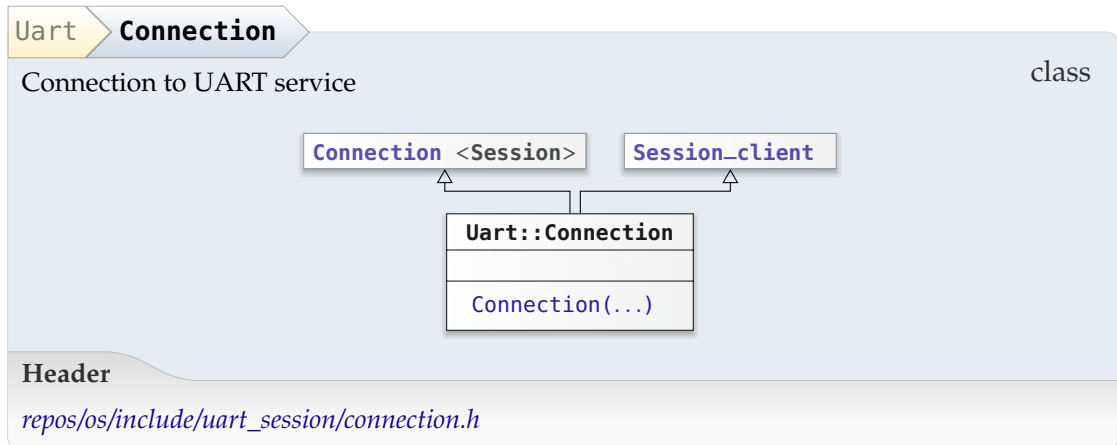 Uart Connection
Connection to UART service
class
Connection <Session>
Session_client
Uart::Connection
Connection(...)
Header
repos/os/include/uart_session/connection.h